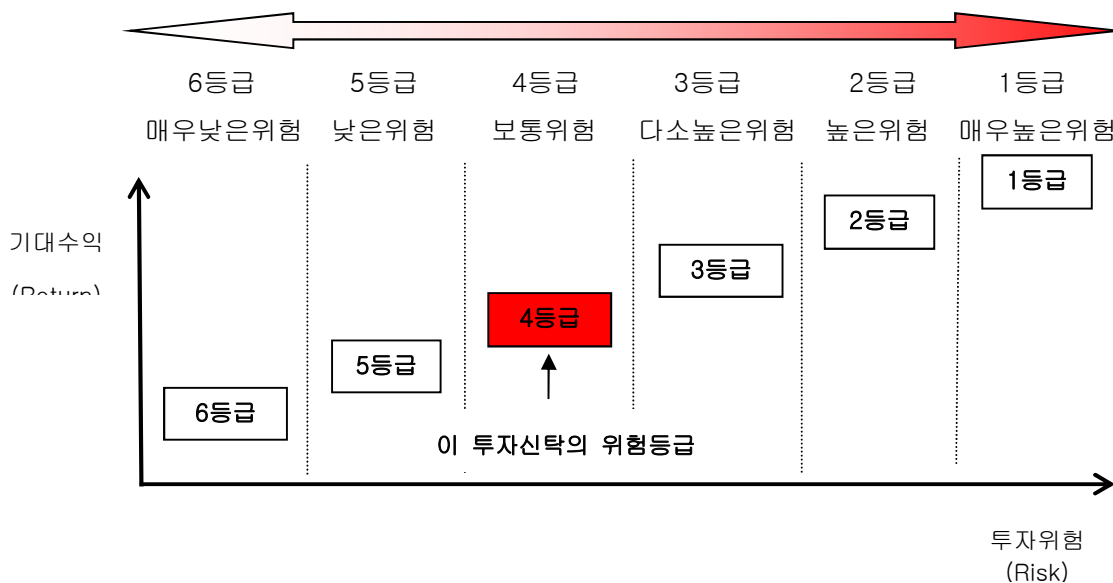 6등급 5등급 4등급 3등급 2등급 1등급
매우낮은위험 낮은위험 보통위험 다소높은위험 높은위험 매우높은위험
1등급
2등급
기대수익
3등급
(Return)
4등급
5등급
6등급
이 투자신탁의 위험등급
투자위험
(Risk)